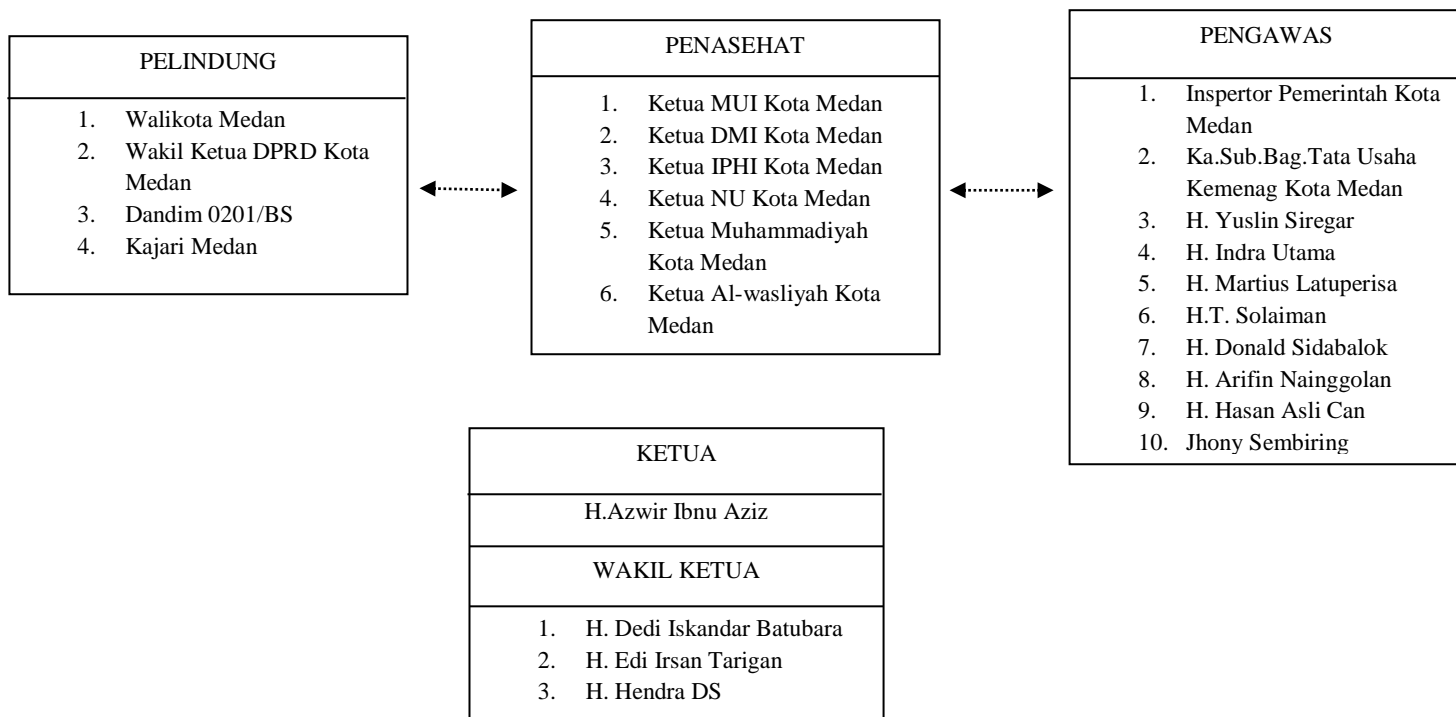 PELINDUNG
1. Walikota Medan
2. Wakil Ketua DPRD Kota
Medan
3. Dandim 0201/BS
4. Kajari Medan
PENASEHAT
1. Ketua MUI Kota Medan
2. Ketua DMI Kota Medan
3. Ketua IPHI Kota Medan
4. Ketua NU Kota Medan
5. Ketua Muhammadiyah
Kota Medan
6. Ketua Al-wasliyah Kota
Medan
PENGAWAS
1. Inspertor Pemerintah Kota
Medan
2. Ka.Sub.Bag.Tata Usaha
Kemenag Kota Medan
3. H. Yuslin Siregar
4. H. Indra Utama
5. H. Martius Latuperisa
6. H.T. Solaiman
7. H. Donald Sidabalok
8. H. Arifin Nainggolan
9. H. Hasan Asli Can
10. Jhony Sembiring
KETUA
H.Azwir Ibnu Aziz
WAKIL KETUA
1. H. Dedi Iskandar Batubara
2. H. Edi Irsan Tarigan
3. H. Hendra DS